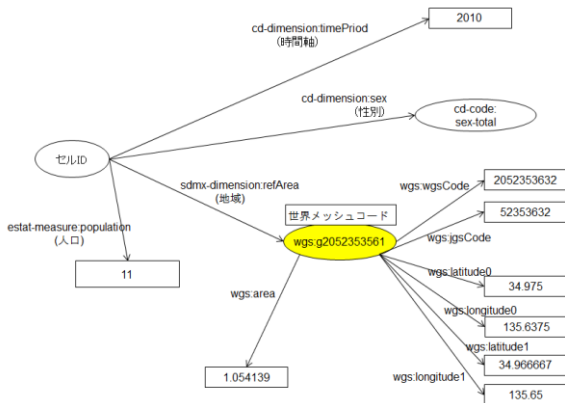 cd-dimension:timePriod
(時間軸)
2010
cd-dimension:sex
(性別)
cd-code:
sex-total
セルID
sdmx-dimension:refArea
(地域)
estat-measure:population
(人口)
11
世界メッシュコード
wgs:g2052353561
wgs:wgsCode
2052353632
wgs:jgsCode
52353632
wgs:latitude0
34.975
wgs:longitude0
135.6375
wgs:latitude1
34.966667
wgs:longitude1
135.65
wgs:area
1.054139